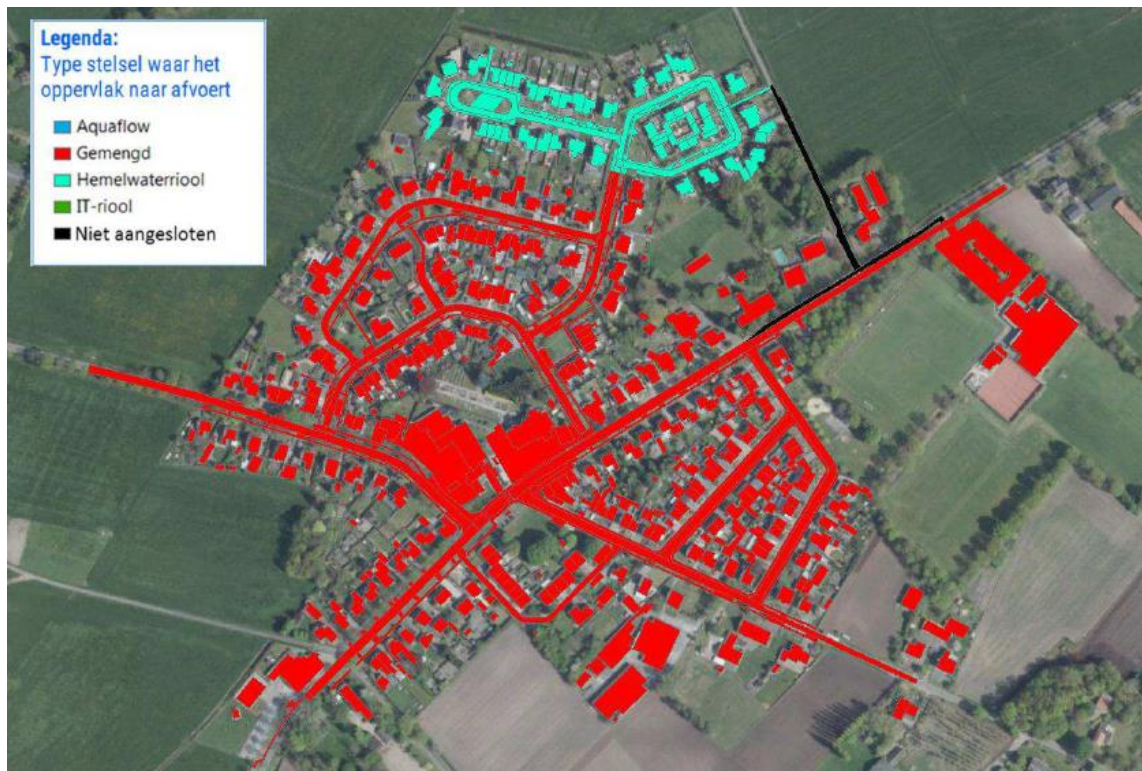 Legenda:
Type stelsel waar het
oppervlak naar afvoert
Aquaflow
Gemengd
Hemelwaterriool
IT-riool
Niet aangesloten